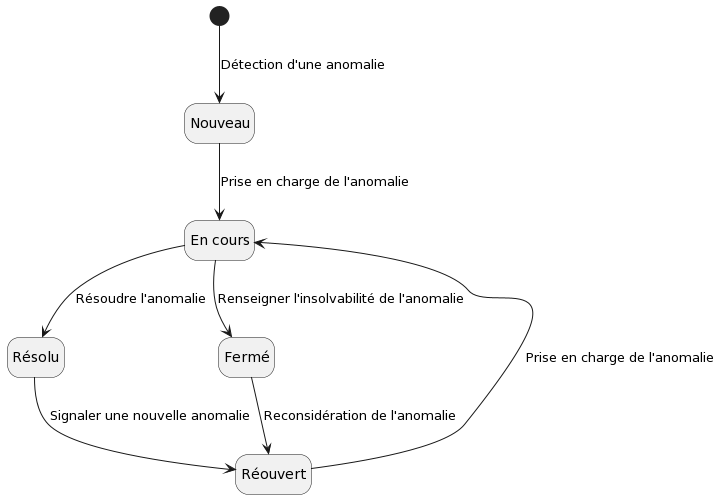 Détection d'une anomalie
Nouveau
Prise en charge de l'anomalie
En cours
Résoudre l'anomalie
Renseigner l'insolvabilité de l'anomalie
Résolu
Fermé
Prise en charge de l'anomalie
Signaler une nouvelle anomalie
Reconsidération de l'anomalie
Réouvert